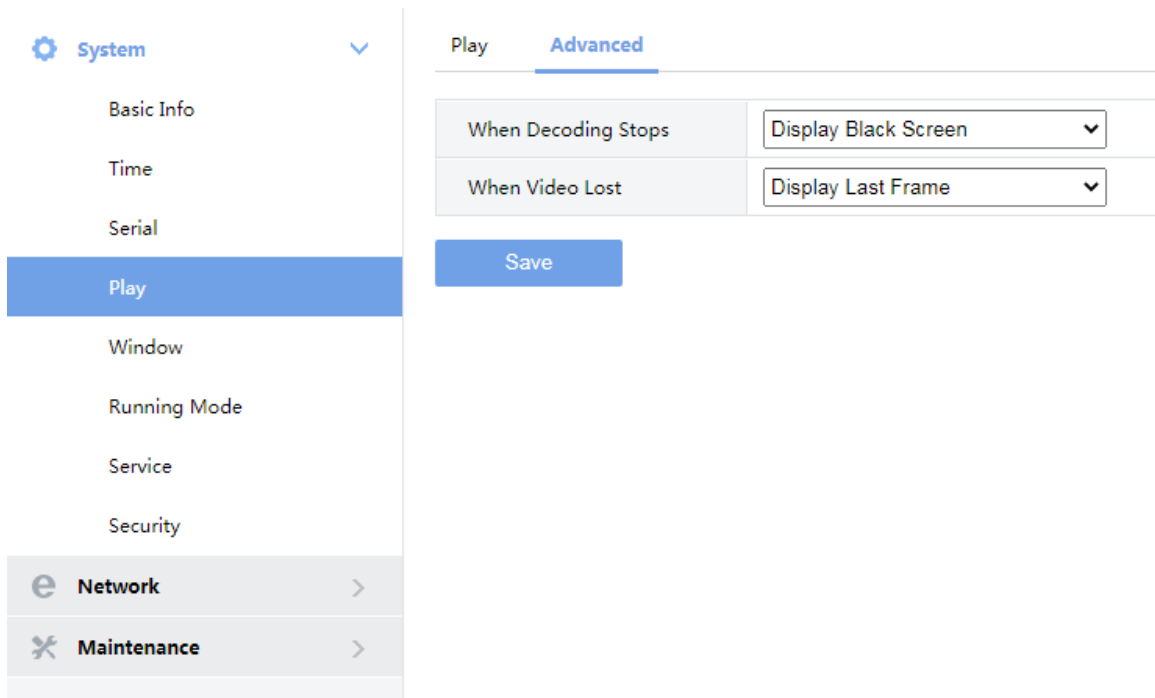 System
Basic Info
Time
Serial
Play
Window
Running Mode
Service
Security
Network
Maintenance
Play Advanced
When Decoding Stops Display Black Screen
When Video Lost Display Last Frame
Save